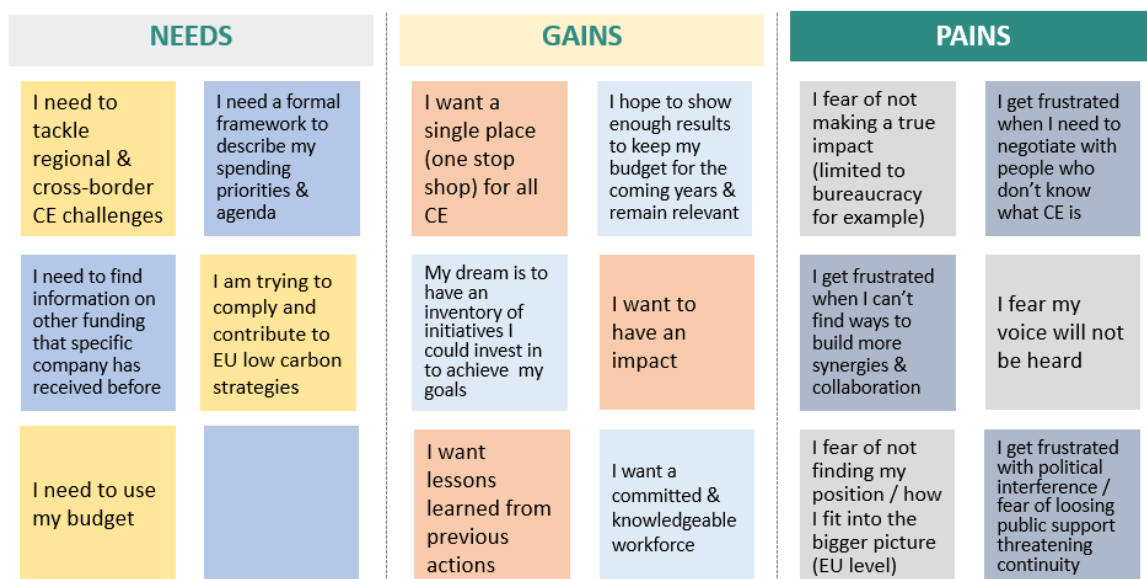 NEEDS
I need to
tackle
regional &
cross-border
CE challenges
I need a formal
framework to
describe my
spending
priorities &
agenda
I need to find
information on
other funding
that specific
company has
received before
I am trying to
comply and
contribute to
EU low carbon
strategies
I need to use
my budget
GAINS
I want a
single place
(one stop
shop) for all
CE
I hope to show
enough results
to keep my
budget for the
coming years &
remain relevant
My dream is to
have an
inventory of
initiatives I
could invest in
to achieve my
goals
I want to
have an
impact
I want
lessons
learned from
previous
actions
I want a
committed &
knowledgeable
workforce
PAINS
I fear of not
making a true
impact
(limited to
bureaucracy
for example)
I get frustrated
when I need to
negotiate with
people who
don't know
what CE is
I get frustrated
when I can't
find ways to
build more
synergies &
collaboration
I fear my
voice will not
be heard
I fear of not
finding my
position / how
I fit into the
bigger picture
(EU level)
I get frustrated
with political
interference /
fear of loosing
public support
threatening
continuity